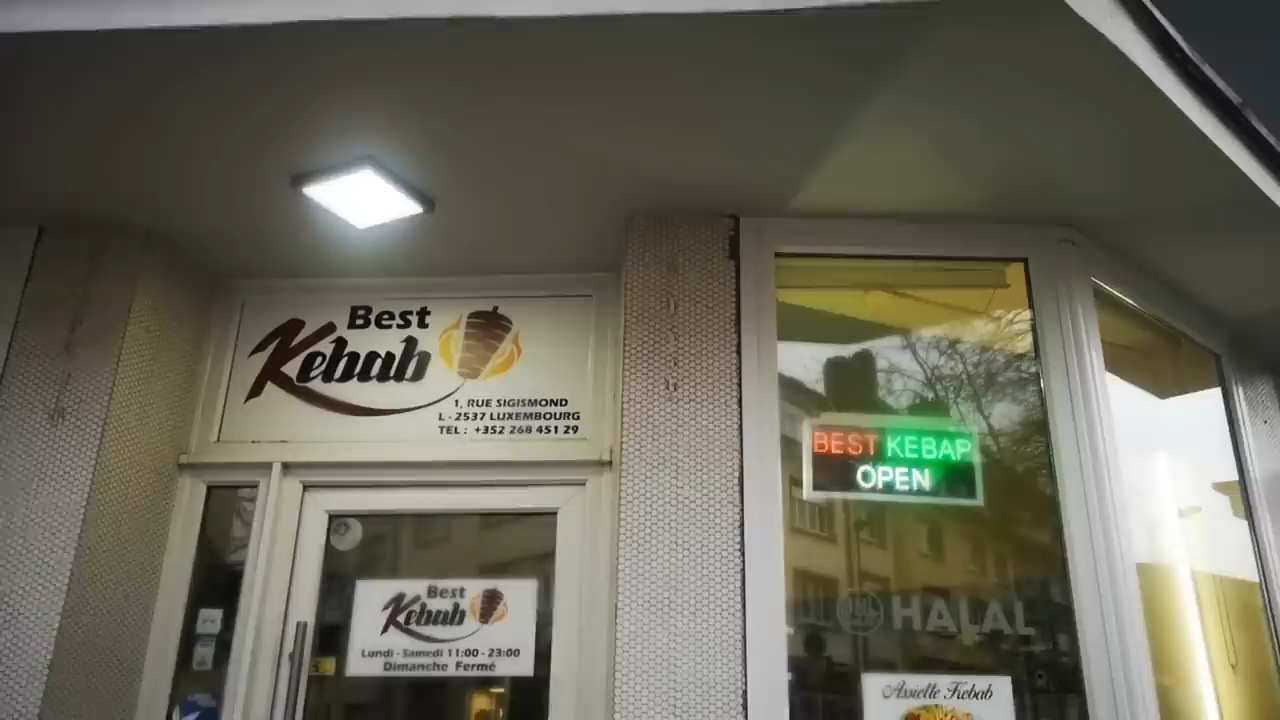 Best
Kebab
1, RUE SIGISMOND
L - 2537 LUXEMBOURG
TEL : +352 268 451 29
BEST KEBAP
OPEN
Best
Kebab
Lundi - Samedi 11:00 - 23:00
Dimanche Fermé
HALAL
Assiette Kebab